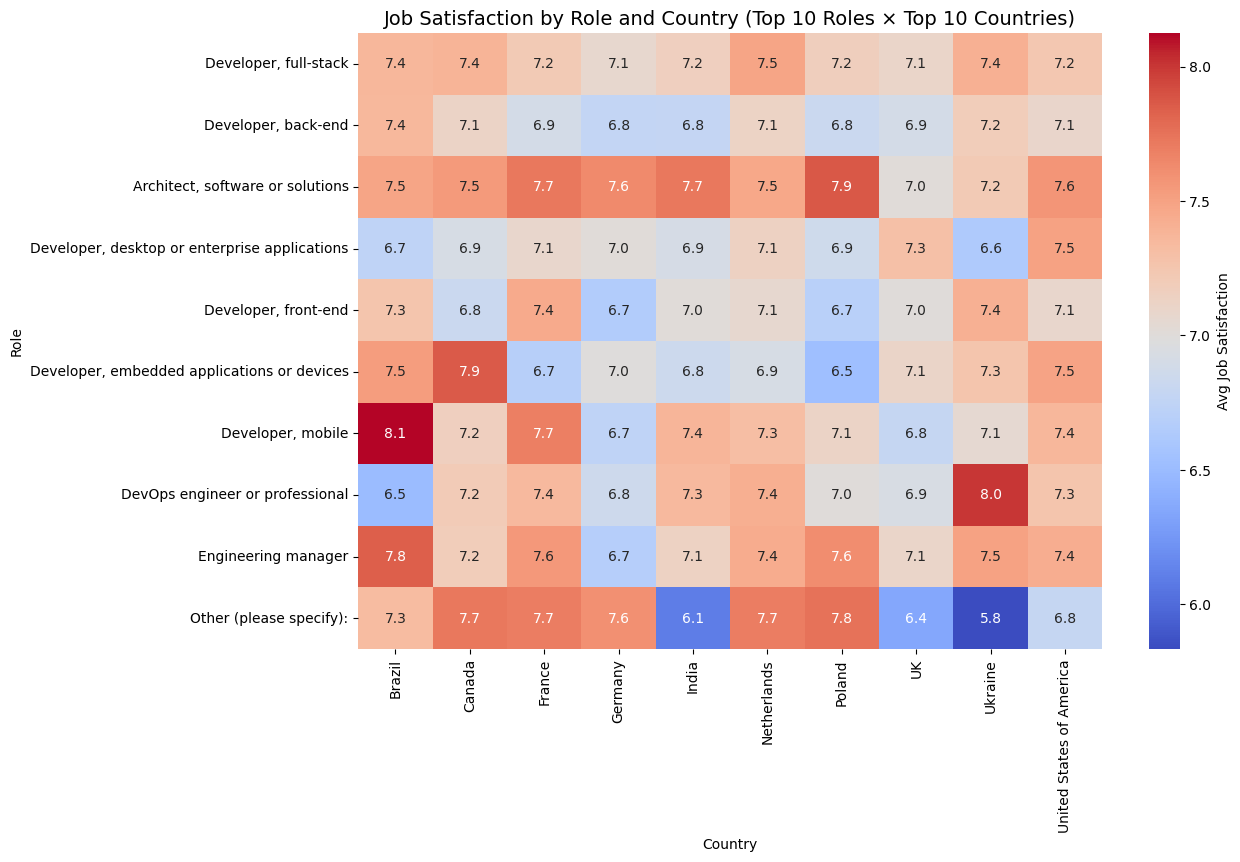 Job Satisfaction by Role and Country (Top 10 Roles × Top 10 Countries)
Developer, full-stack 7.4 7.4 7.2 7.1 7.2 7.5 7.2 7.1 7.4 7.2
Developer, back-end 7.4 7.1 6.9 6.8 6.8 7.1 6.8 6.9 7.2 7.1
Architect, software or solutions 7.5 7.5 7.7 7.6 7.7 7.5 7.9 7.0 7.2 7.6
Developer, desktop or enterprise applications 6.7 6.9 7.1 7.0 6.9 7.1 6.9 7.3 6.6 7.5
Developer, front-end 7.3 6.8 7.4 6.7 7.0 7.1 6.7 7.0 7.4 7.1
Developer, embedded applications or devices 7.5 7.9 6.7 7.0 6.8 6.9 6.5 7.1 7.3 7.5
Developer, mobile 8.1 7.2 7.7 6.7 7.4 7.3 7.1 6.8 7.1 7.4
DevOps engineer or professional 6.5 7.2 7.4 6.8 7.3 7.4 7.0 6.9 8.0 7.3
Engineering manager 7.8 7.2 7.6 6.7 7.1 7.4 7.6 7.1 7.5 7.4
Other (please specify): 7.3 7.7 7.7 7.6 6.1 7.7 7.8 6.4 5.8 6.8
Role
Brazil
Canada
France
Germany
India
Netherlands
Poland
UK
Ukraine
United States of America
Country
8.0
7.5
7.0
6.5
6.0
Avg Job Satisfaction